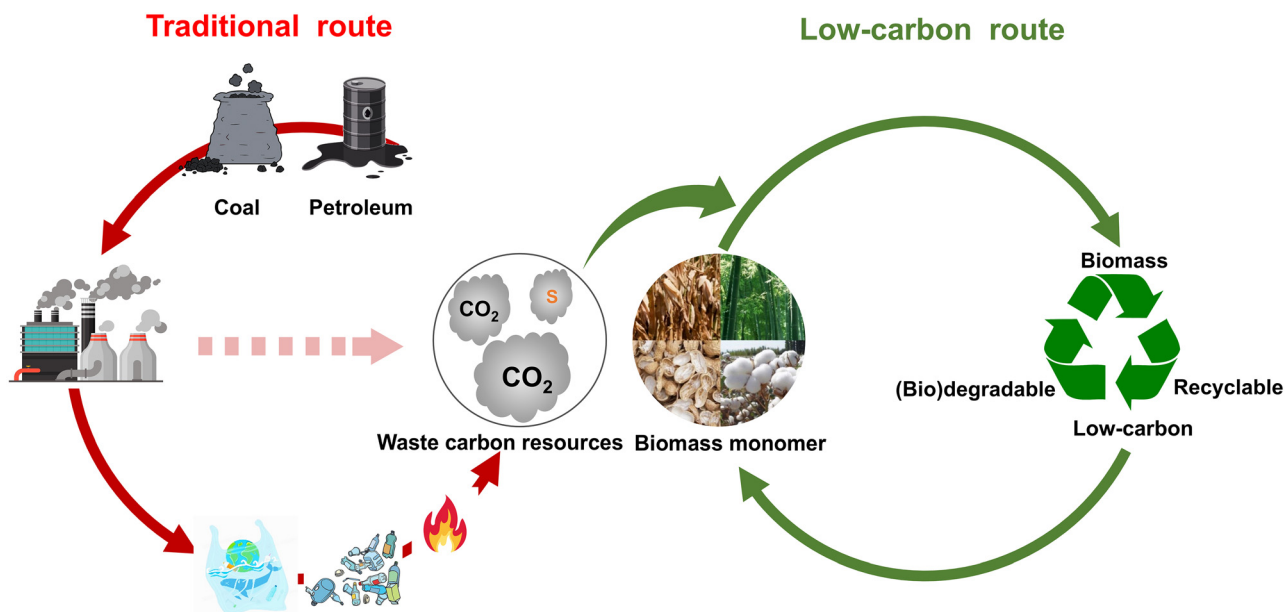 Traditional route
Low-carbon route
Coal
Petroleum
CO₂
S
CO₂
Waste carbon resources
Biomass monomer
Biomass
(Bio)degradable
Recyclable
Low-carbon